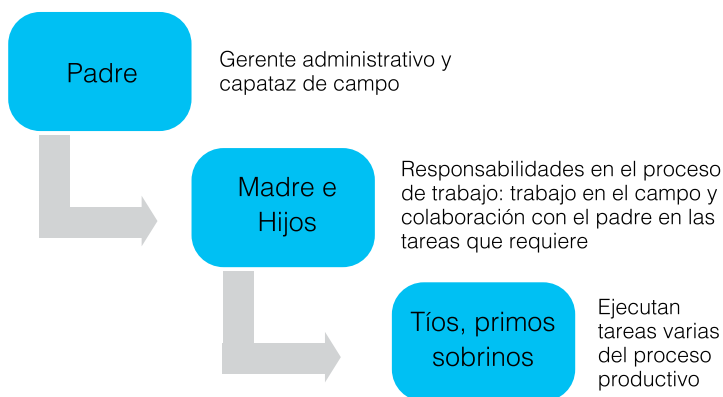 Padre
Gerente administrativo y
capataz de campo
Madre e
Hijos
Responsabilidades en el proceso
de trabajo: trabajo en el campo y
colaboración con el padre en las
tareas que requiere
Tíos, primos
sobrinos
Ejecutan
tareas varias
del proceso
productivo